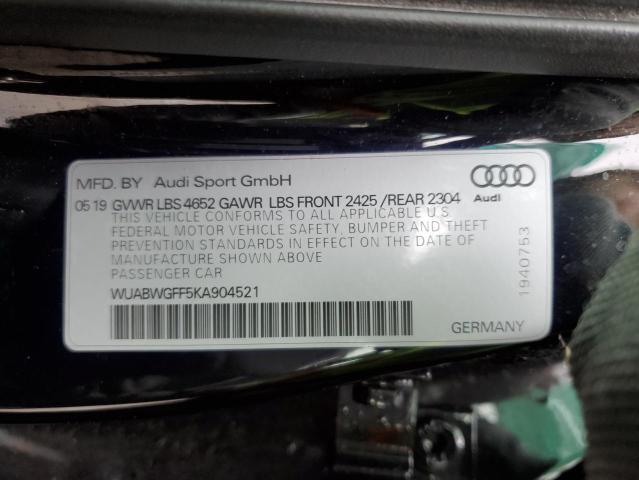 MFD. BY Audi Sport GmbH
05 19 GVWR LBS 4652 GAWR LBS FRONT 2425 /REAR 2304
THIS VEHICLE CONFORMS TO ALL APPLICABLE U.S.
FEDERAL MOTOR VEHICLE SAFETY, BUMPER AND THEFT
PREVENTION STANDARDS IN EFFECT ON THE DATE OF
MANUFACTURE SHOWN ABOVE
PASSENGER CAR
WUABWGFF5KA904521
Audi
1940753
GERMANY